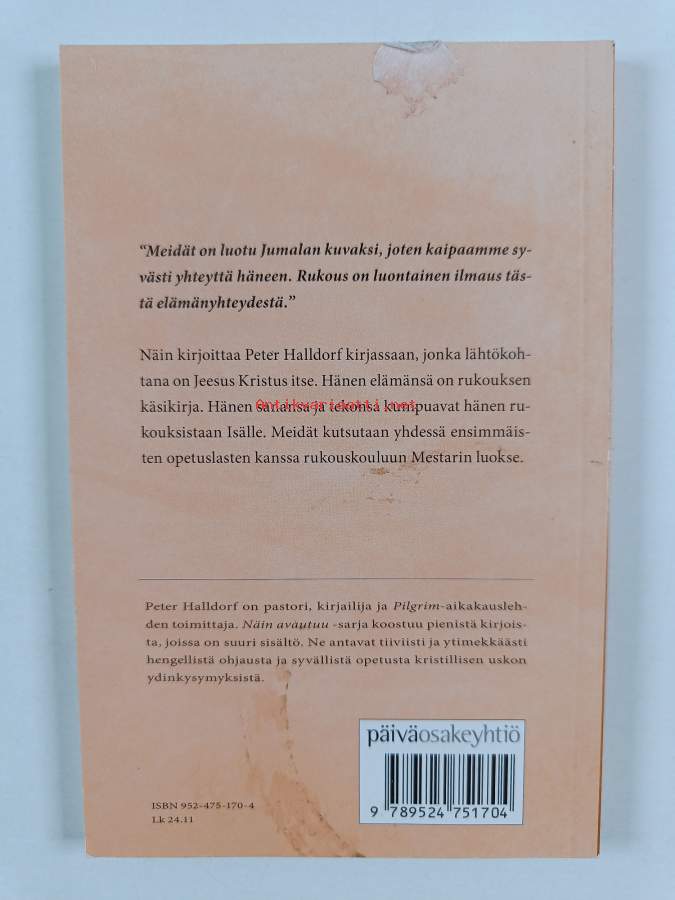 “Meidät on luotu Jumalan kuvaksi, joten kaipaamme sy-
västi yhteyttä häneen. Rukous on luontainen ilmaus täs-
tä elämänyhteydestä.”
Näin kirjoittaa Peter Halldorf kirjassaan, jonka lähtökoh-
tana on Jeesus Kristus itse. Hänen elämänsä on rukouksen
käsikirja. Hänen sanansa ja tekonsa kumpuavat hänen ru-
Antikvariaatti.net
kouksistaan Isälle. Meidät kutsutaan yhdessä ensimmäis-
ten opetuslasten kanssa rukouskouluun Mestarin luokse.
Peter Halldorf on pastori, kirjailija ja Pilgrim-aikakausleh-
den toimittaja. Näin avautuu -sarja koostuu pienistä kirjois-
ta, joissa on suuri sisältö. Ne antavat tiiviisti ja ytimekkäästi
hengellistä ohjausta ja syvällistä opetusta kristillisen uskon
ydinkysymyksistä.
päiväosakeyhtiö
ISBN 952-475-170-4
Lk 24.11
9 789524 751704